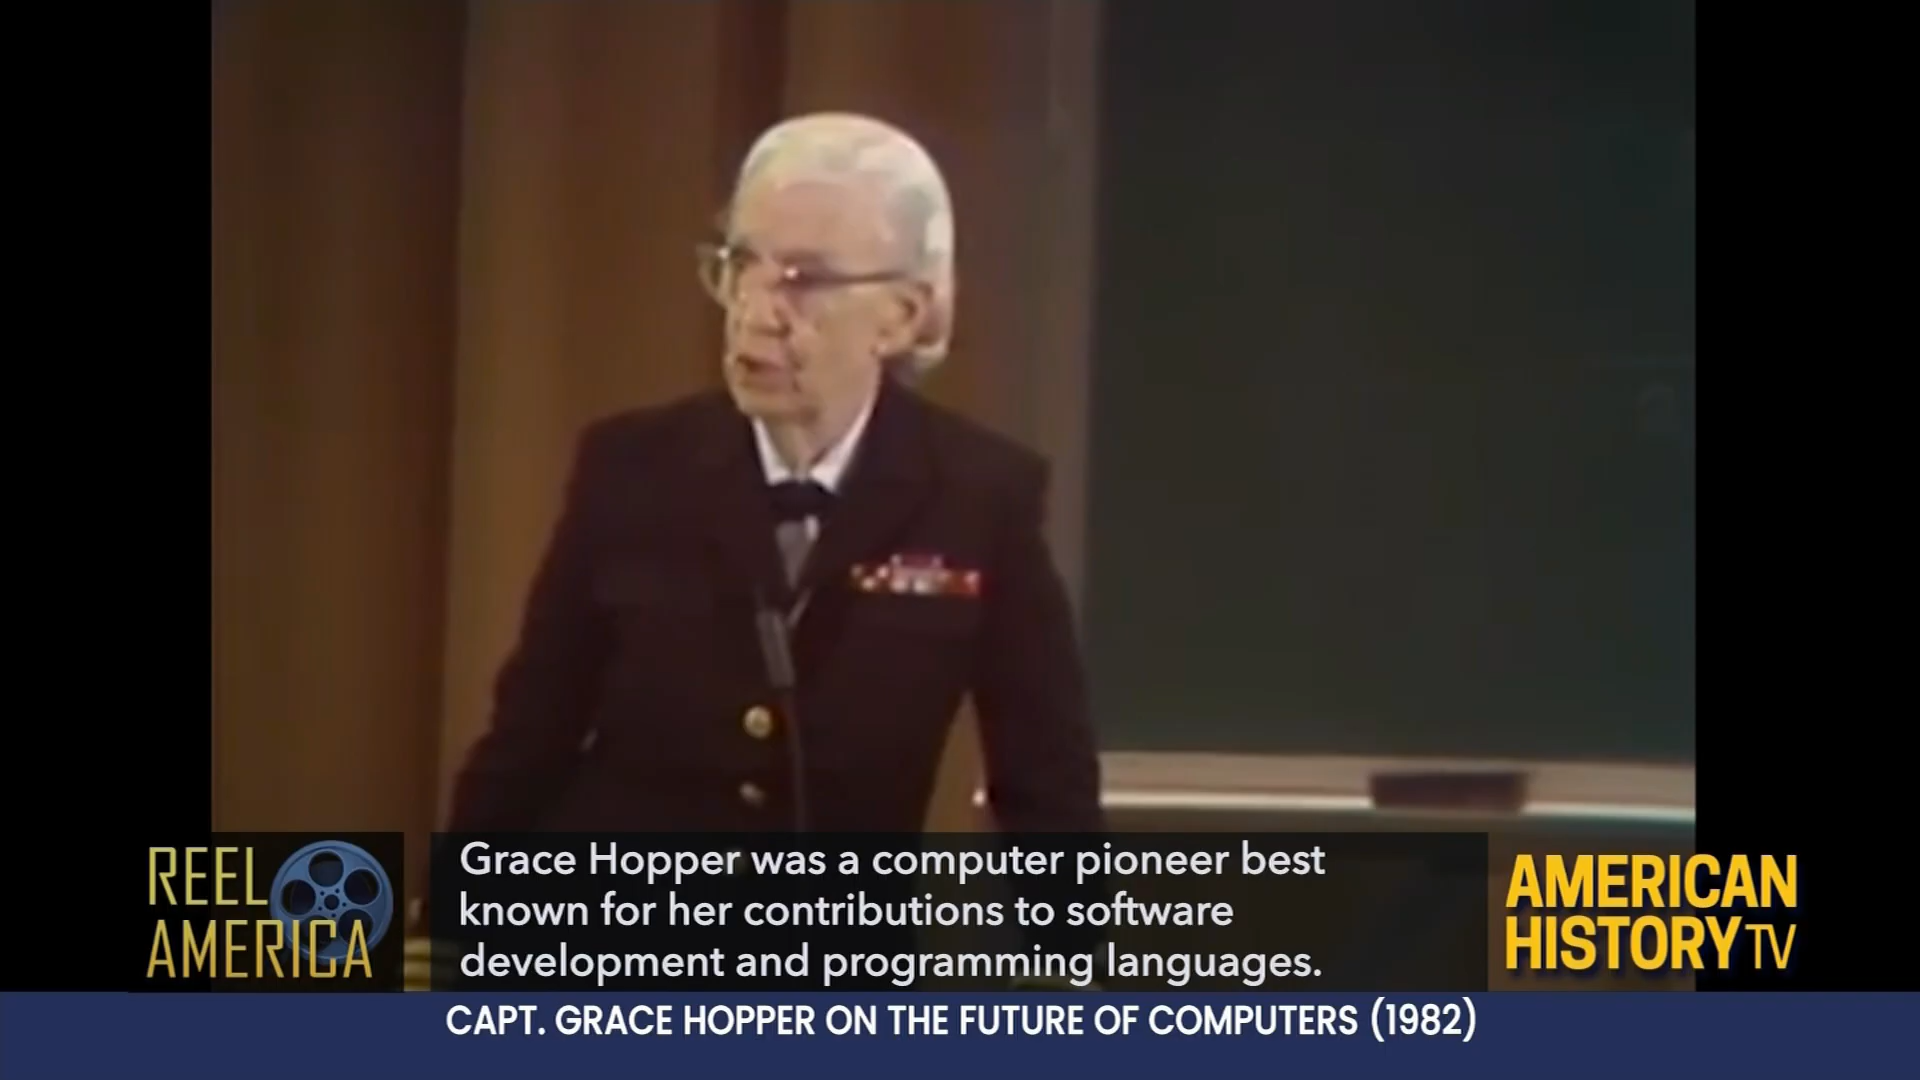 REEL
AMERICA
Grace Hopper was a computer pioneer best
known for her contributions to software
development and programming languages.
AMERICAN
HISTORY TV
CAPT. GRACE HOPPER ON THE FUTURE OF COMPUTERS (1982)